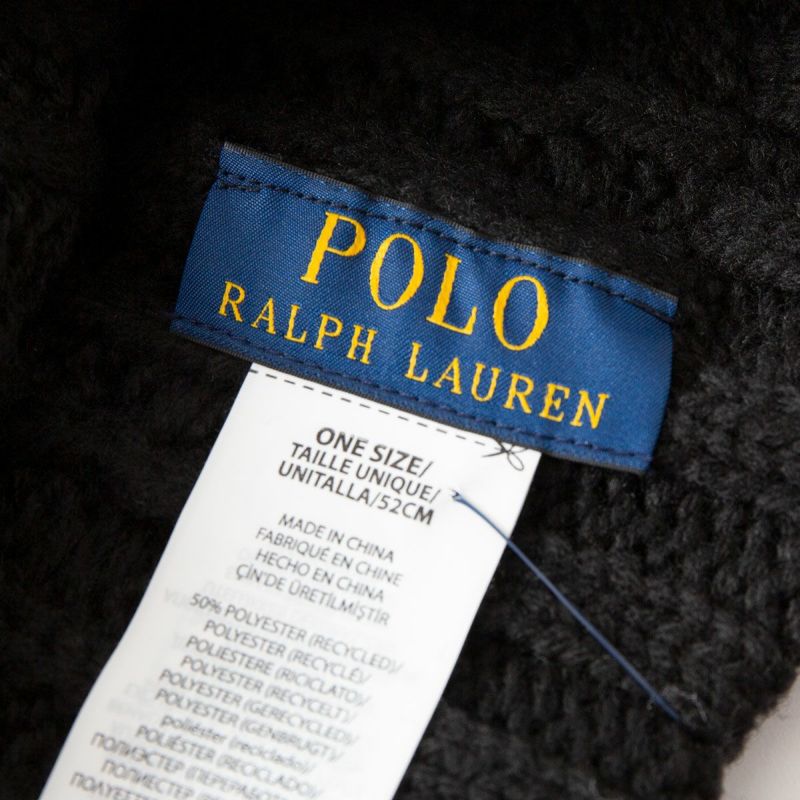 POLO
RALPH LAUREN
ONE SIZE/
TAILLE UNIQUE/
UNITALLA/52CM
MADE IN CHINA
FABRIQUÉ EN CHINE
HECHO EN CHINA
ÇİN'DE ÜRETİLMİŞTİR
50% POLYESTER (RECYCLED)/
POLYESTER (RECYCLÉ)/
POLIESTERE (RICICLATO)/
POLYESTER (RECYCELT)/
POLYESTER (GERECYCLED)/
POLYESTER (GENBRUGT)/
poliéster (reciclado)/
POLIÉSTER (reciclado)/
ПОЛИЭСТЕР